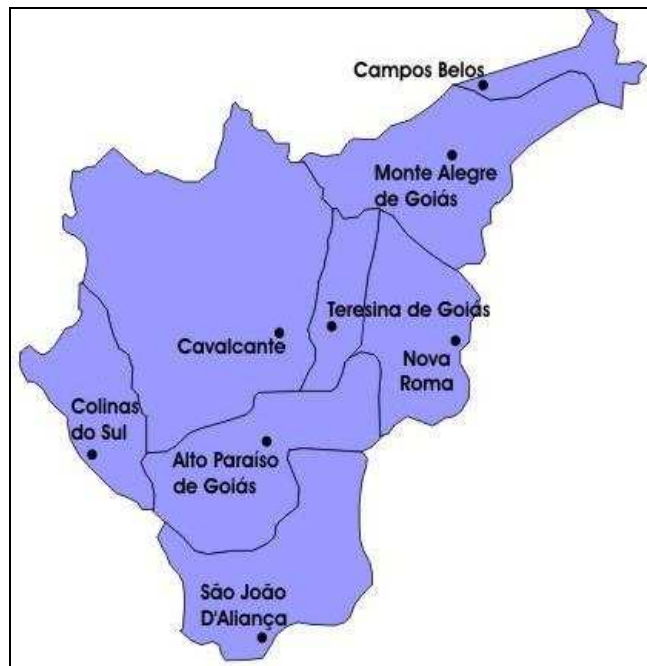 Campos Belos
Monte Alegre
de Goiás
Teresina de Goiás
Cavalcante
Nova
Roma
Colinas
do Sul
Alto Paraíso
de Goiás
São João
D'Aliança